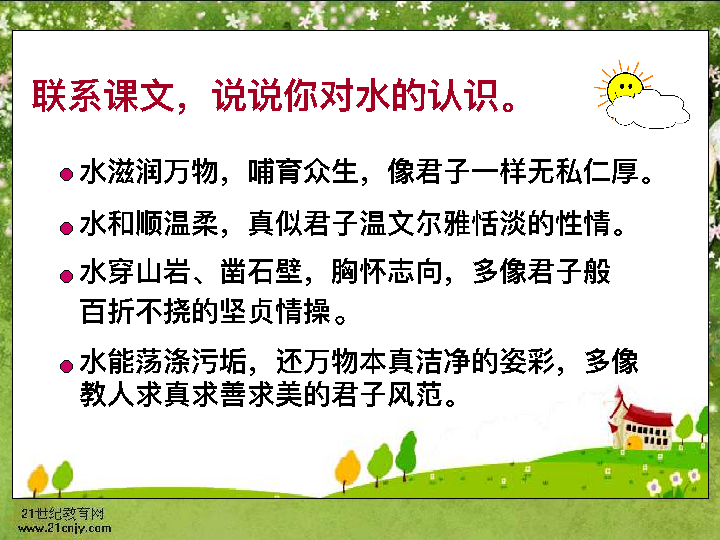 联系课文，说说你对水的认识。
水滋润万物，哺育众生，像君子一样无私仁厚。
水和顺温柔，真似君子温文尔雅恬淡的性情。
水穿山岩、凿石壁，胸怀志向，多像君子般
百折不挠的坚贞情操。
水能荡涤污垢，还万物本真洁净的姿彩，多像
教人求真求善求美的君子风范。
21世纪教育网
www.21cnjy.com